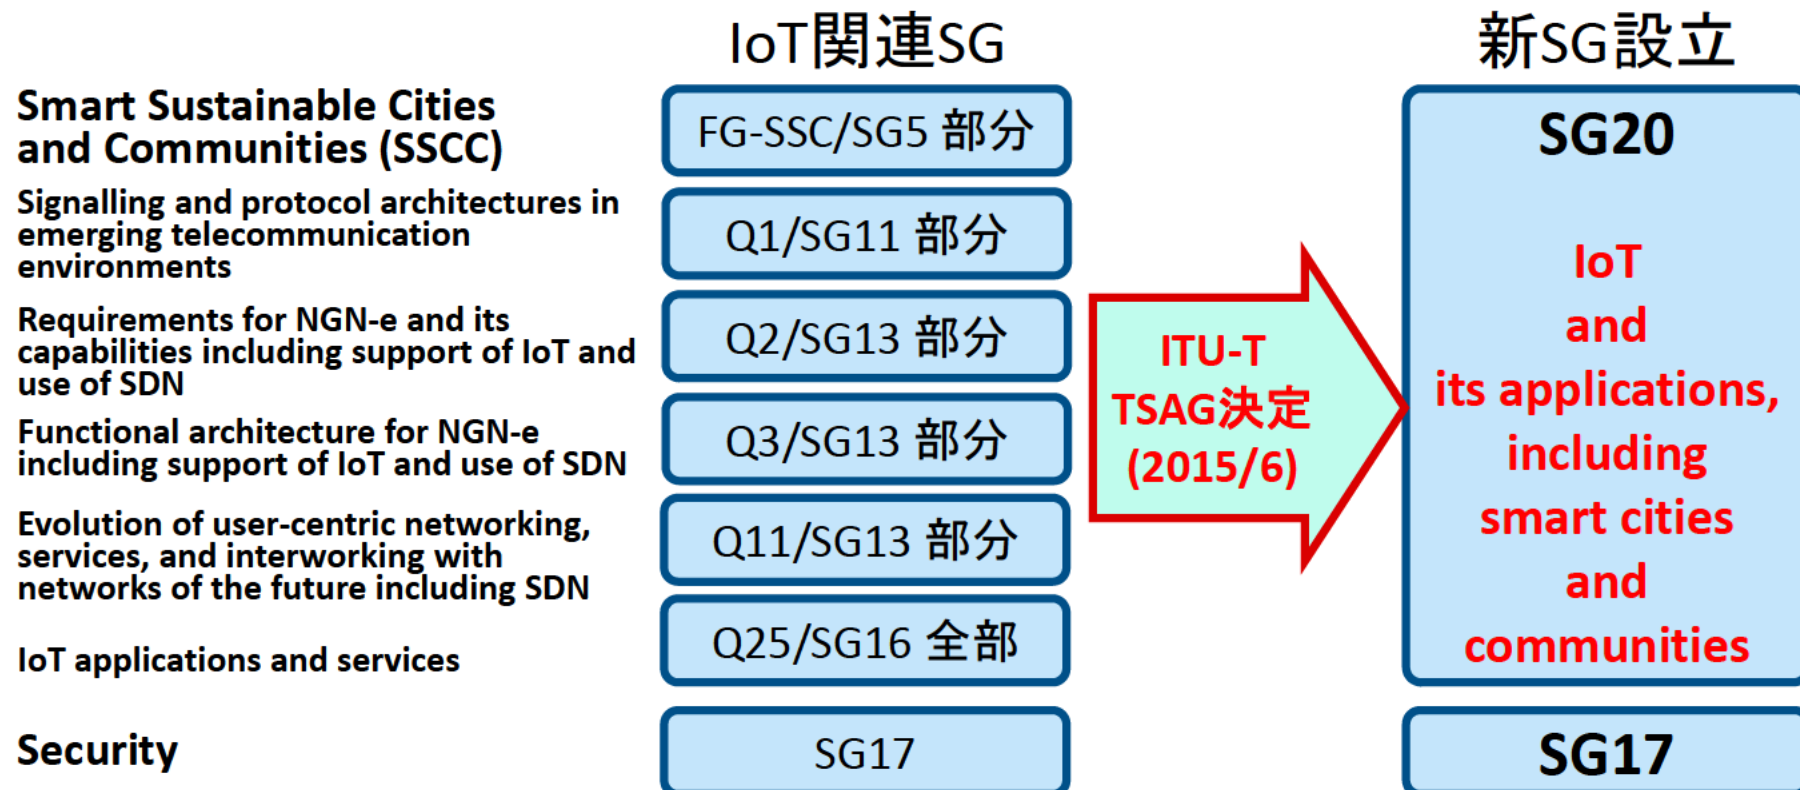 IoT関連SG
新SG設立
Smart Sustainable Cities
and Communities (SSCC)
FG-SSC/SG5 部分
Signalling and protocol architectures in
emerging telecommunication
environments
Q1/SG11 部分
Requirements for NGN-e and its
capabilities including support of IoT and
use of SDN
Q2/SG13 部分
Functional architecture for NGN-e
including support of IoT and use of SDN
Q3/SG13 部分
Evolution of user-centric networking,
services, and interworking with
networks of the future including SDN
Q11/SG13 部分
IoT applications and services
Q25/SG16 全部
Security
SG17
ITU-T
TSAG決定
(2015/6)
SG20
IoT
and
its applications,
including
smart cities
and
communities
SG17